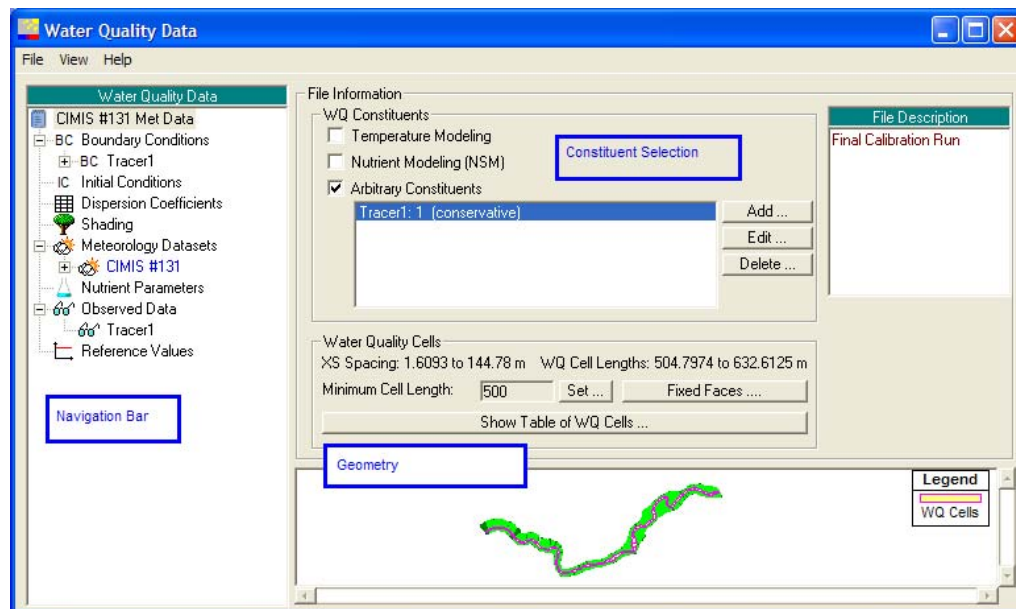 Water Quality Data
File View Help
Water Quality Data
CIMIS #131 Met Data
BC Boundary Conditions
BC Tracer1
IC Initial Conditions
Dispersion Coefficients
Shading
Meteorology Datasets
CIMIS #131
Nutrient Parameters
Observed Data
Tracer1
Reference Values
Navigation Bar
File Information
WQ Constituents
Temperature Modeling
Nutrient Modeling (NSM)
Arbitrary Constituents
Constituent Selection
Tracer1: 1 (conservative)
Add ...
Edit ...
Delete ...
File Description
Final Calibration Run
Water Quality Cells
XS Spacing: 1.6093 to 144.78 m WQ Cell Lengths: 504.7974 to 632.6125 m
Minimum Cell Length: 500 Set ... Fixed Faces ....
Show Table of WQ Cells ...
Geometry
Legend
WQ Cells